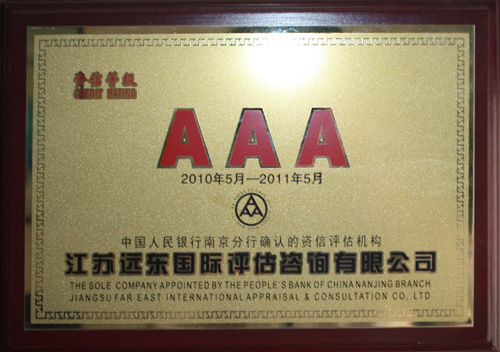 资信等级
CREDIT RATING
AAA
2010年5月—2011年5月
中国人民银行南京分行确认的资信评估机构
江苏远东国际评估咨询有限公司
THE SOLE COMPANY APPOINTED BY THE PEOPLE'S BANK OF CHINA NANJING BRANCH
JIANGSU FAR EAST INTERNATIONAL APPRAISAL & CONSULTATION CO.,LTD